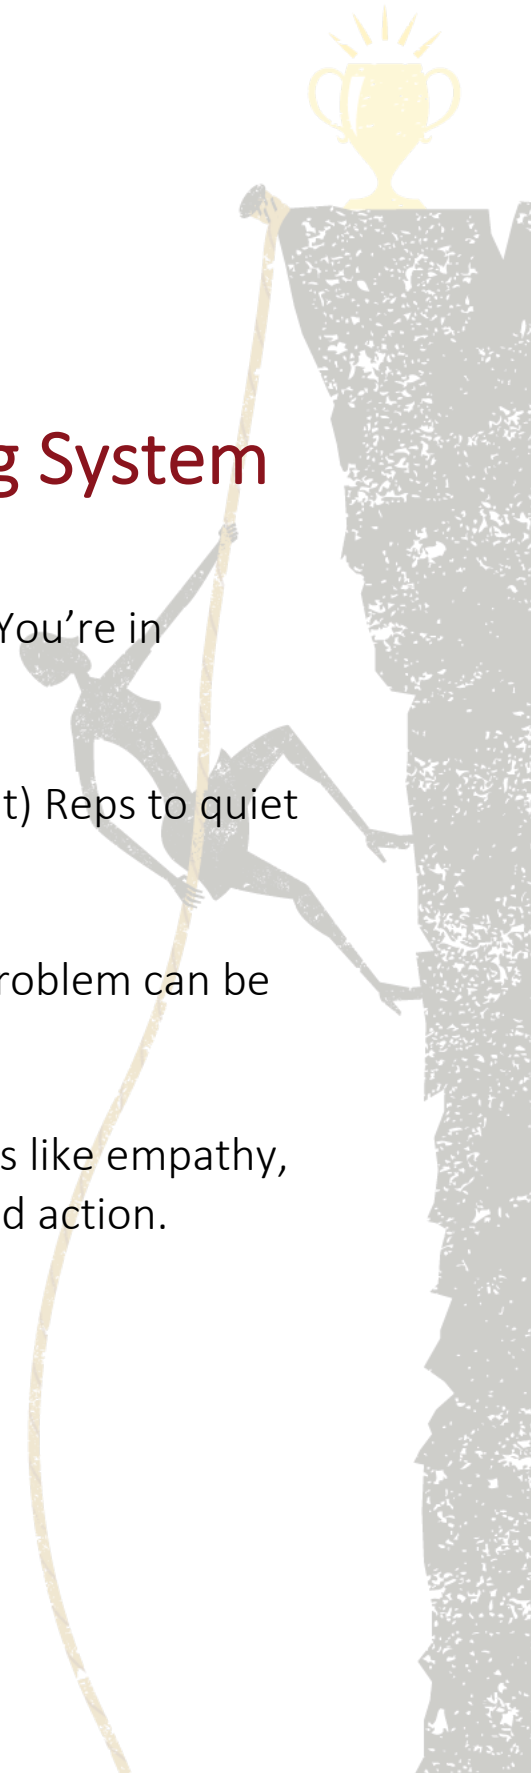 g System
You’re in
t) Reps to quiet
roblem can be
s like empathy,
d action.